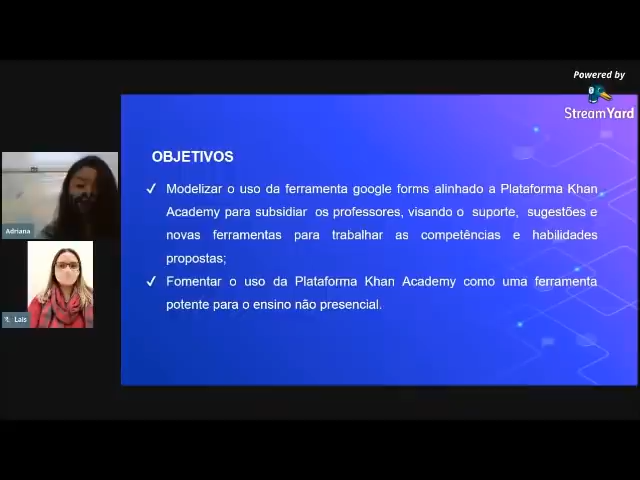 Powered by
StreamYard
OBJETIVOS
✓ Modelizar o uso da ferramenta google forms alinhado a Plataforma Khan
Academy para subsidiar os professores, visando o suporte, sugestões e
novas ferramentas para trabalhar as competências e habilidades
propostas;
✓ Fomentar o uso da Plataforma Khan Academy como uma ferramenta
potente para o ensino não presencial.
Adriana
Lais